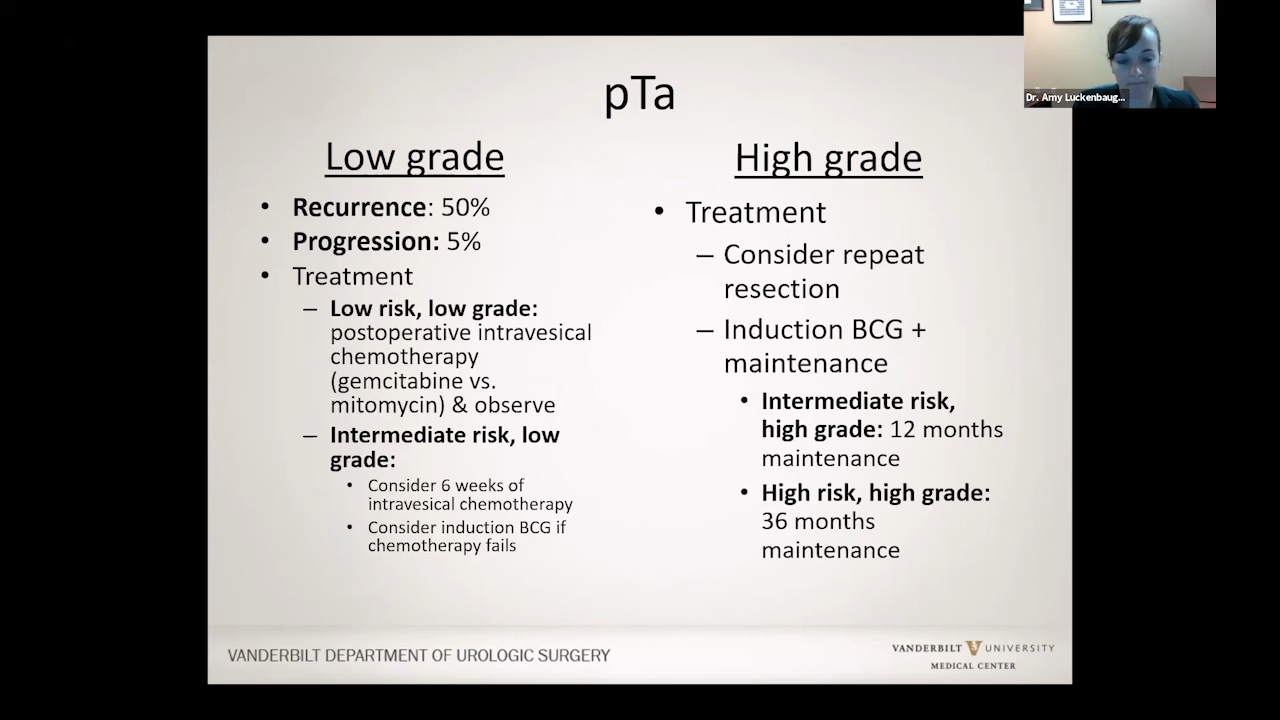 pTa
Low grade
• Recurrence: 50%
• Progression: 5%
• Treatment
– Low risk, low grade:
postoperative intravesical
chemotherapy
(gemcitabine vs.
mitomycin) & observe
– Intermediate risk, low
grade:
• Consider 6 weeks of
intravesical chemotherapy
• Consider induction BCG if
chemotherapy fails
High grade
• Treatment
– Consider repeat
resection
– Induction BCG +
maintenance
• Intermediate risk,
high grade: 12 months
maintenance
• High risk, high grade:
36 months
maintenance
VANDERBILT DEPARTMENT OF UROLOGIC SURGERY
VANDERBILT V UNIVERSITY
MEDICAL CENTER
Dr. Amy Luckenbaug...